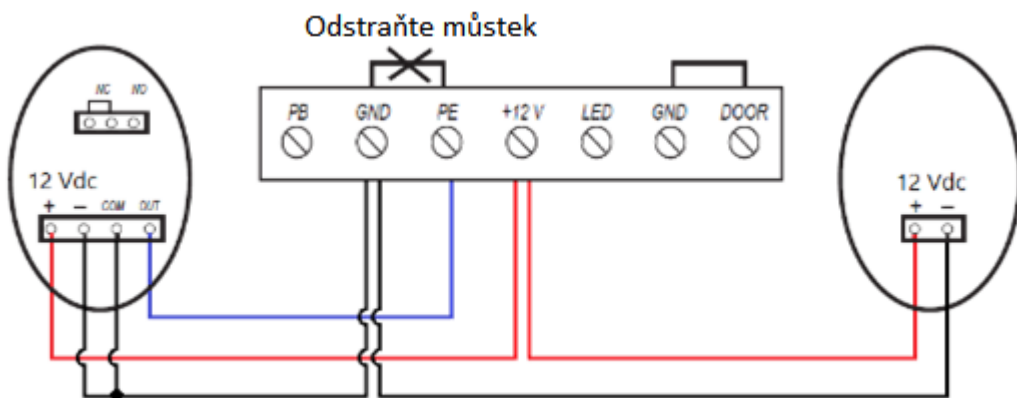 Odstraňte můstek
NC NO
PB GND PE +12 V LED GND DOOR
12 Vdc
+ − COM OUT
12 Vdc
+ −